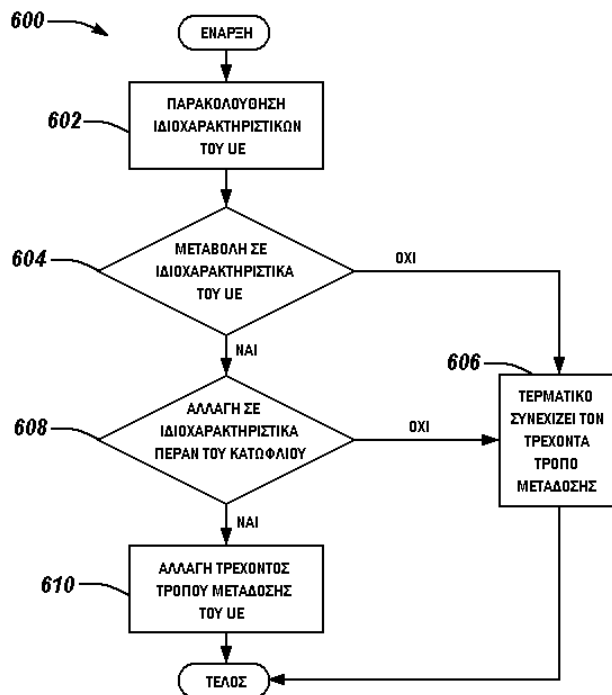 600
ΕΝΑΡΞΗ
602
ΠΑΡΑΚΟΛΟΥΘΗΣΗ
ΙΔΙΟΧΑΡΑΚΤΗΡΙΣΤΙΚΩΝ
ΤΟΥ UE
604
ΜΕΤΑΒΟΛΗ ΣΕ
ΙΔΙΟΧΑΡΑΚΤΗΡΙΣΤΙΚΑ
ΤΟΥ UE
ΟΧΙ
ΝΑΙ
606
ΤΕΡΜΑΤΙΚΟ
ΣΥΝΕΧΙΖΕΙ ΤΟΝ
ΤΡΕΧΟΝΤΑ
ΤΡΟΠΟ
ΜΕΤΑΔΟΣΗΣ
608
ΑΛΛΑΓΗ ΣΕ
ΙΔΙΟΧΑΡΑΚΤΗΡΙΣΤΙΚΑ
ΠΕΡΑΝ ΤΟΥ ΚΑΤΩΦΛΙΟΥ
ΟΧΙ
ΝΑΙ
610
ΑΛΛΑΓΗ ΤΡΕΧΟΝΤΟΣ
ΤΡΟΠΟΥ ΜΕΤΑΔΟΣΗΣ
ΤΟΥ UE
ΤΕΛΟΣ